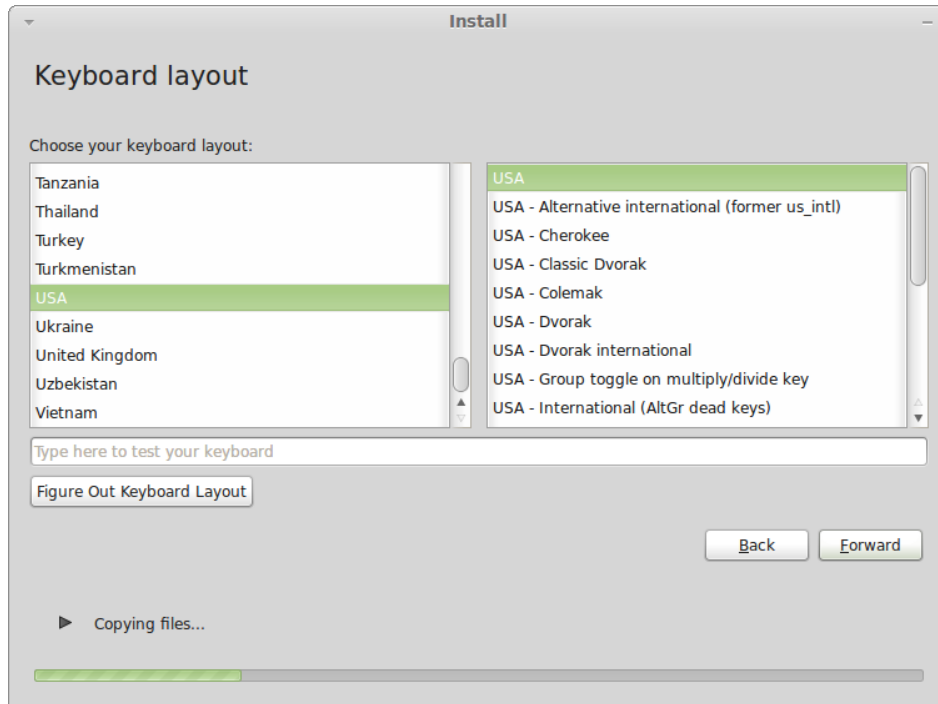 Install
Keyboard layout
Choose your keyboard layout:
Tanzania
Thailand
Turkey
Turkmenistan
USA
Ukraine
United Kingdom
Uzbekistan
Vietnam
USA
USA - Alternative international (former us_intl)
USA - Cherokee
USA - Classic Dvorak
USA - Colemak
USA - Dvorak
USA - Dvorak international
USA - Group toggle on multiply/divide key
USA - International (AltGr dead keys)
Type here to test your keyboard
Figure Out Keyboard Layout
Back
Forward
Copying files...